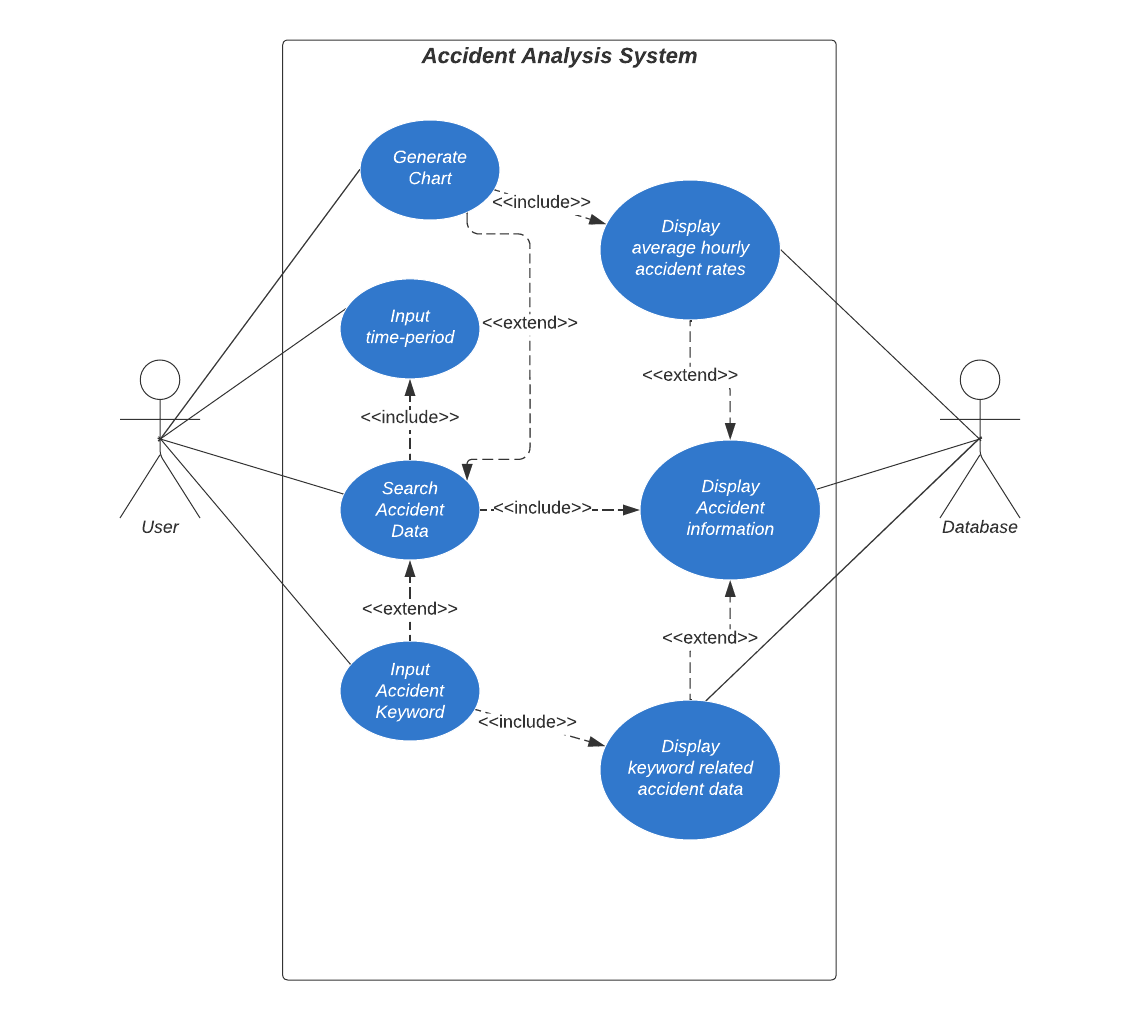 Accident Analysis System
Generate
Chart
<<include>>
Display
average hourly
accident rates
Input
time-period
<<extend>>
<<extend>>
<<include>>
Search
Accident
Data
<<include>>
Display
Accident
information
User
Database
<<extend>>
<<extend>>
Input
Accident
Keyword
<<include>>
Display
keyword related
accident data